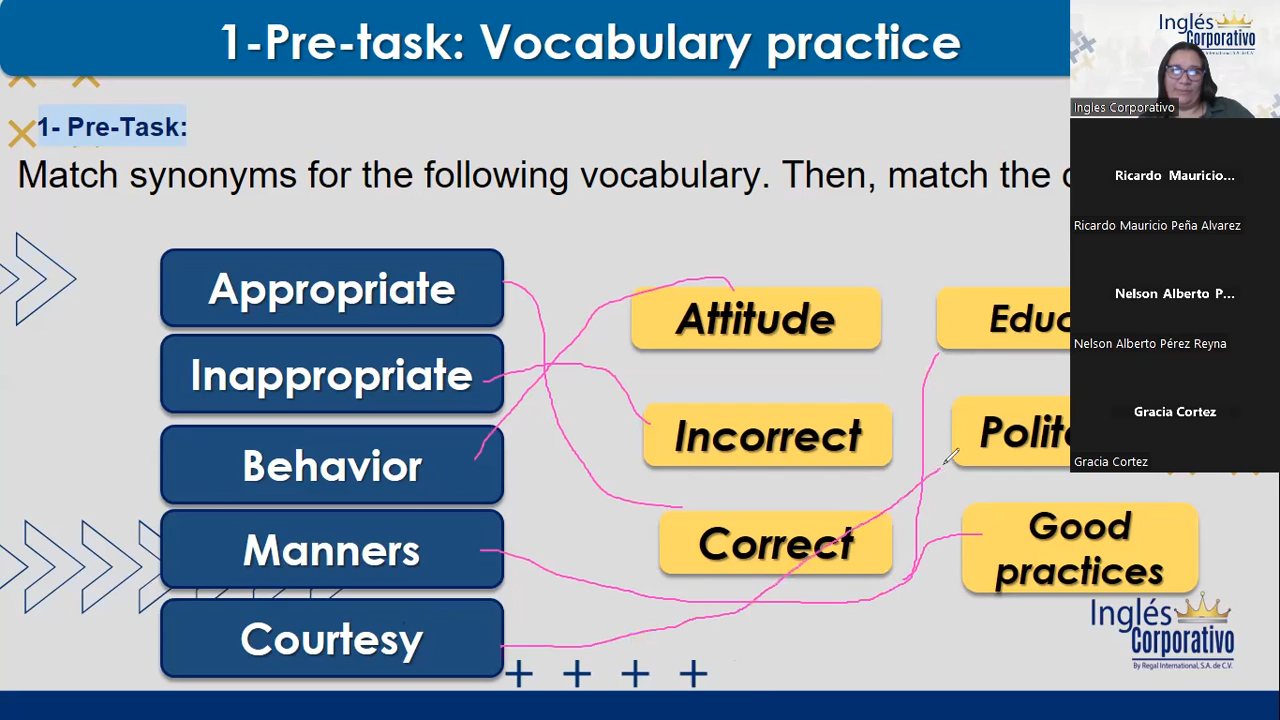 1-Pre-task: Vocabulary practice
1- Pre-Task:
Match synonyms for the following vocabulary. Then, match the
Appropriate
Inappropriate
Behavior
Manners
Courtesy
Attitude
Incorrect
Correct
Educ
Polite
Good
practices
Inglés
Corporativo
By Regal International, S.A. de C.V.
Inglés
Corporativo
Ingles Corporativo
Ricardo Mauricio...
Ricardo Mauricio Peña Alvarez
Nelson Alberto P...
Nelson Alberto Pérez Reyna
Gracia Cortez
Gracia Cortez